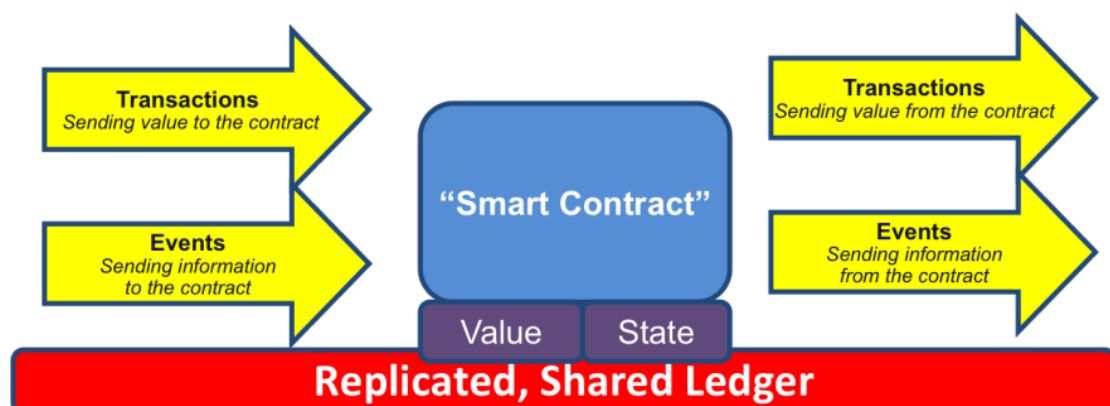 Transactions
Sending value to the contract
Events
Sending information
to the contract
“Smart Contract”
Value
State
Transactions
Sending value from the contract
Events
Sending information
from the contract
Replicated, Shared Ledger